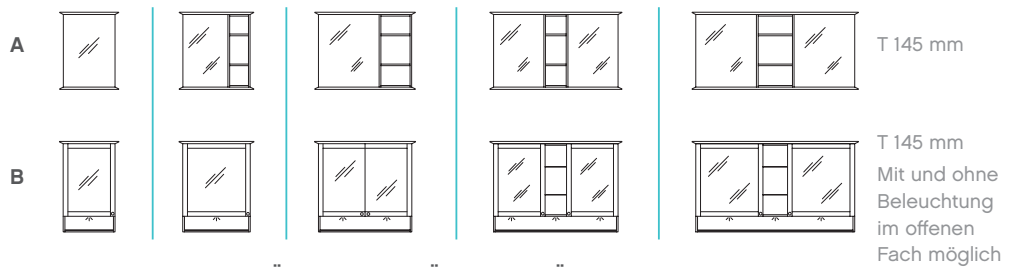 A
T 145 mm
B
T 145 mm
Mit und ohne
Beleuchtung
im offenen
Fach möglich